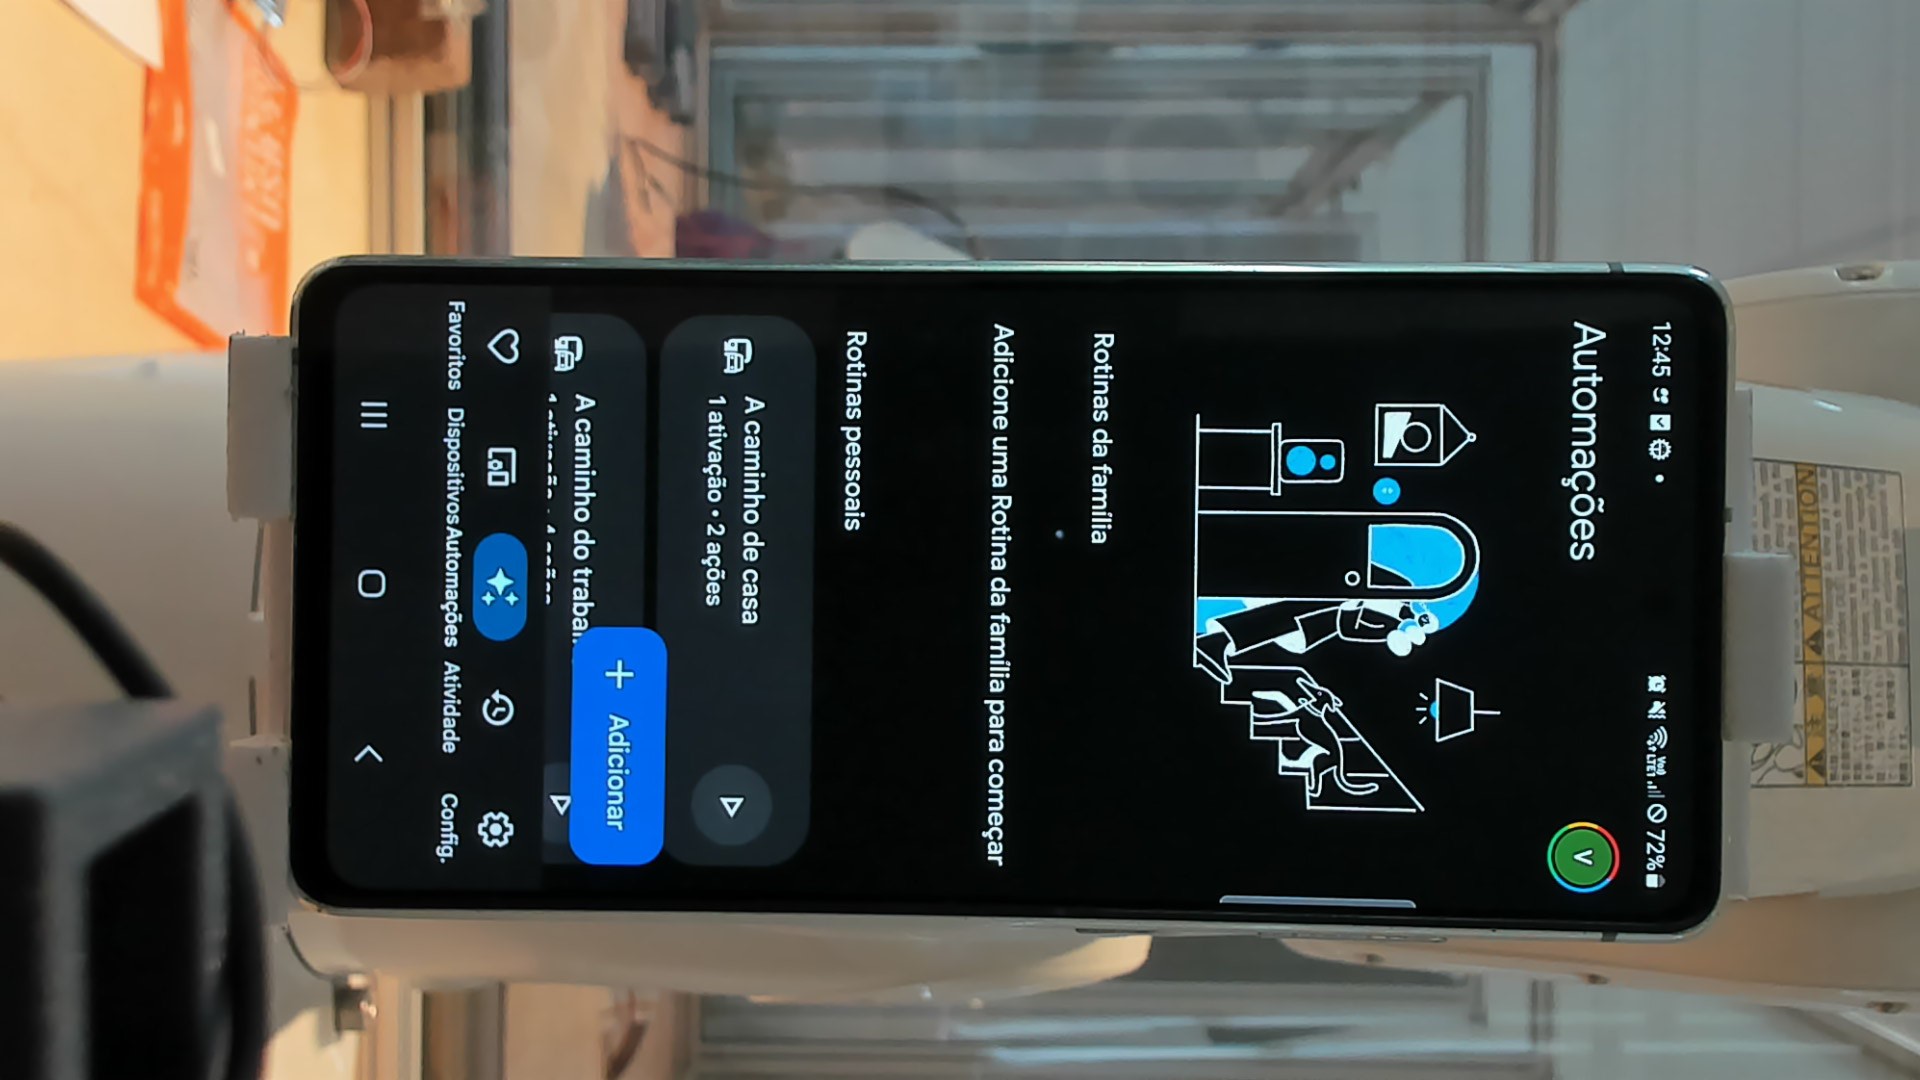 12:45
72%
Automações
V
Rotinas da família
Adicione uma Rotina da família para começar
Rotinas pessoais
A caminho de casa
1 ativação • 2 ações
A caminho do trabal
+ Adicionar
Favoritos
Dispositivos
Automações
Atividade
Config.
ATTENTION